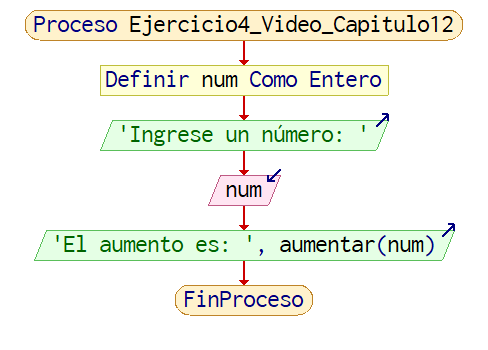 Proceso Ejercicio4_Video_Capitulo12
Definir num Como Entero
'Ingrese un número: '
num
'El aumento es: ', aumentar(num)
FinProceso